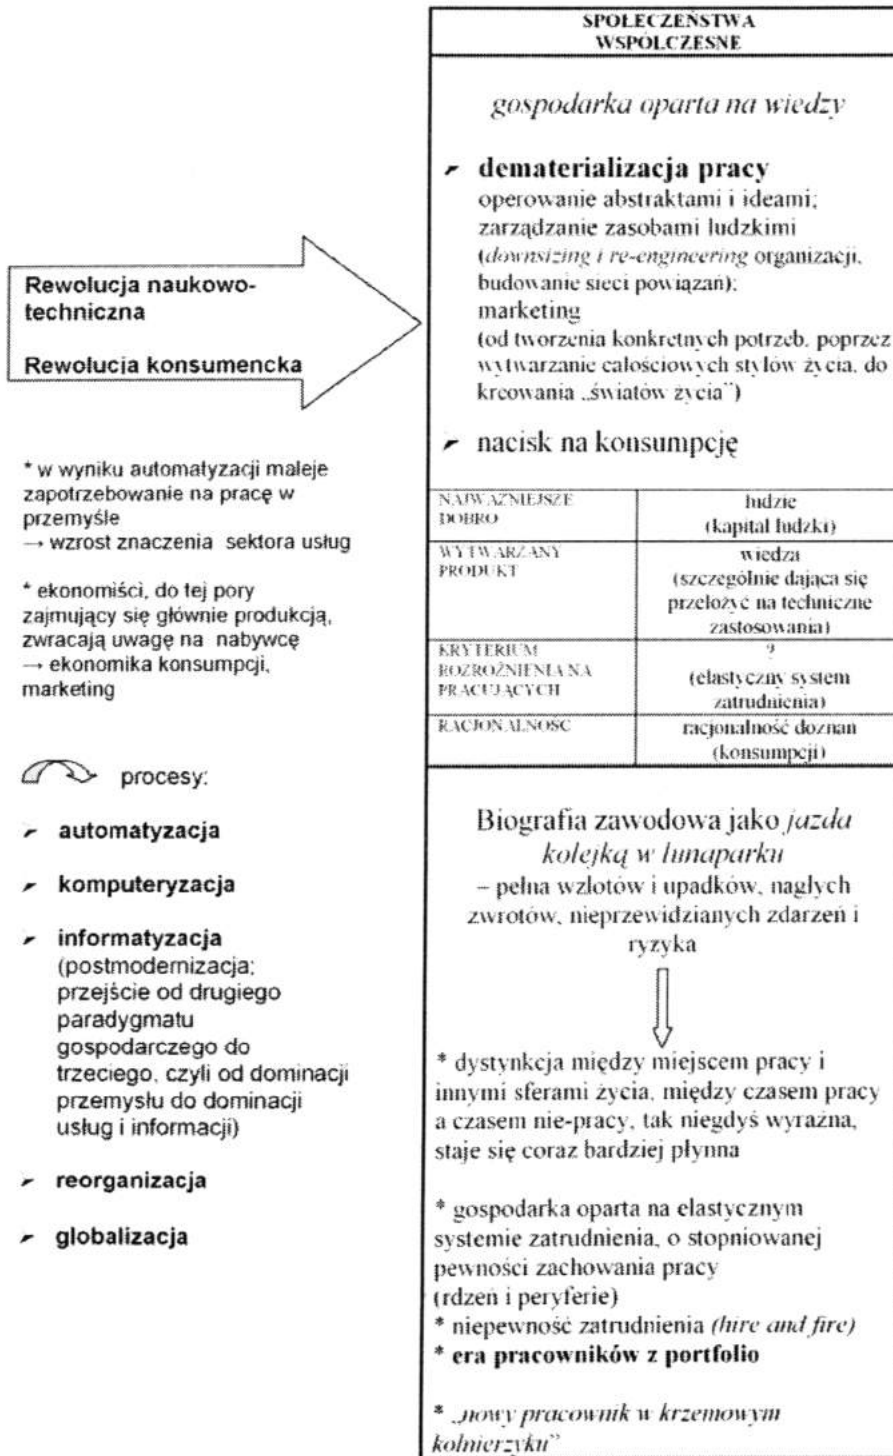 Rewolucja naukowo-
techniczna
Rewolucja konsumencka
* w wyniku automatyzacji maleje
zapotrzebowanie na pracę w
przemyśle
→ wzrost znaczenia sektora usług
* ekonomiści, do tej pory
zajmujący się głównie produkcją,
zwracają uwagę na nabywcę
→ ekonomika konsumpcji,
marketing
procesy:
➤ automatyzacja
➤ komputeryzacja
➤ informatyzacja
(postmodernizacja;
przejście od drugiego
paradygmatu
gospodarczego do
trzeciego, czyli od dominacji
przemysłu do dominacji
usług i informacji)
➤ reorganizacja
➤ globalizacja
SPOŁECZEŃSTWA
WSPÓŁCZESNE
gospodarka oparta na wiedzy
➤ dematerializacja pracy
operowanie abstraktami i ideami;
zarządzanie zasobami ludzkimi
(downsizing i re-engineering organizacji,
budowanie sieci powiązań);
marketing
(od tworzenia konkretnych potrzeb, poprzez
wytwarzanie całościowych stylów życia, do
kreowania „światów życia”)
➤ nacisk na konsumpcję
NAJWAŻNIEJSZE
DOBRO
ludzie
(kapitał ludzki)
WYTWARZANY
PRODUKT
wiedza
(szczególnie dająca się
przełożyć na techniczne
zastosowania)
KRYTERIUM
ROZRÓŻNIENIA NA
PRACUJĄCYCH
?
(elastyczny system
zatrudnienia)
RACJONALNOŚĆ
racjonalność doznań
(konsumpcji)
Biografia zawodowa jako jazda
kolejką w lunaparku
– pełna wzlotów i upadków, nagłych
zwrotów, nieprzewidzianych zdarzeń i
ryzyka
* dystynkcja między miejscem pracy i
innymi sferami życia, między czasem pracy
a czasem nie-pracy, tak niegdyś wyraźna,
staje się coraz bardziej płynna
* gospodarka oparta na elastycznym
systemie zatrudnienia, o stopniowanej
pewności zachowania pracy
(rdzeń i peryferie)
* niepewność zatrudnienia (hire and fire)
* era pracowników z portfolio
* „nowy pracownik w krzemowym
kołnierzyku”